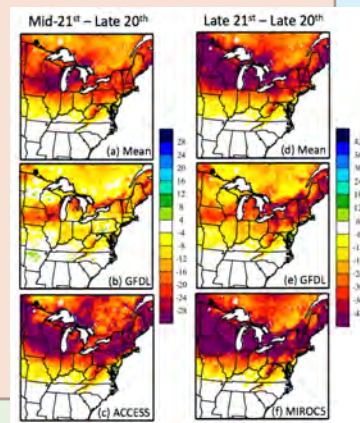 Mid-21st – Late 20th
Late 21st – Late 20th
(a) Mean
(d) Mean
(b) GFDL
(e) GFDL
(c) ACCESS
(f) MIROC5
28
24
20
16
12
8
4
-4
-8
-12
-16
-20
-24
-28